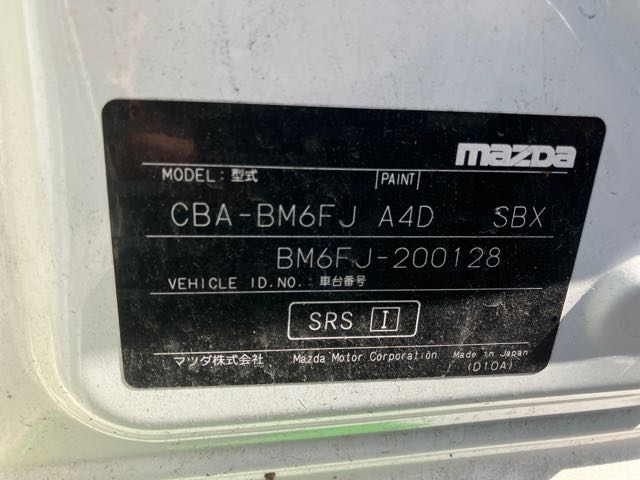 mazda
MODEL: 型式 |PAINT|
CBA-BM6FJ A4D SBX
BM6FJ-200128
VEHICLE ID.NO.: 車台番号
SRS I
マツダ株式会社 Mazda Motor Corporation Made in Japan
(D10A)